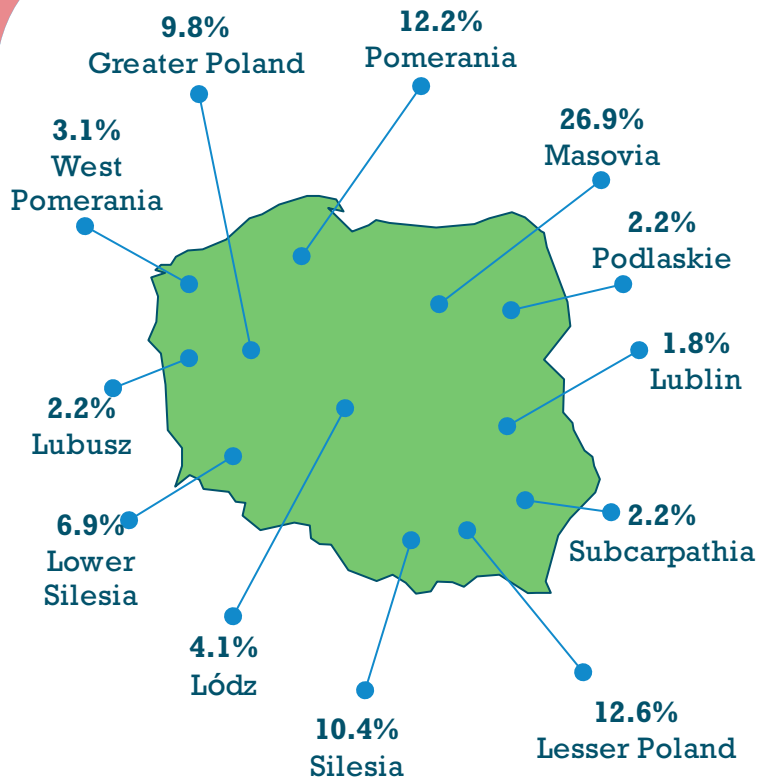 9.8%
Greater Poland
12.2%
Pomerania
3.1%
West
Pomerania
26.9%
Masovia
2.2%
Podlaskie
1.8%
Lublin
2.2%
Lubusz
6.9%
Lower
Silesia
2.2%
Subcarpathia
4.1%
Lódz
10.4%
Silesia
12.6%
Lesser Poland